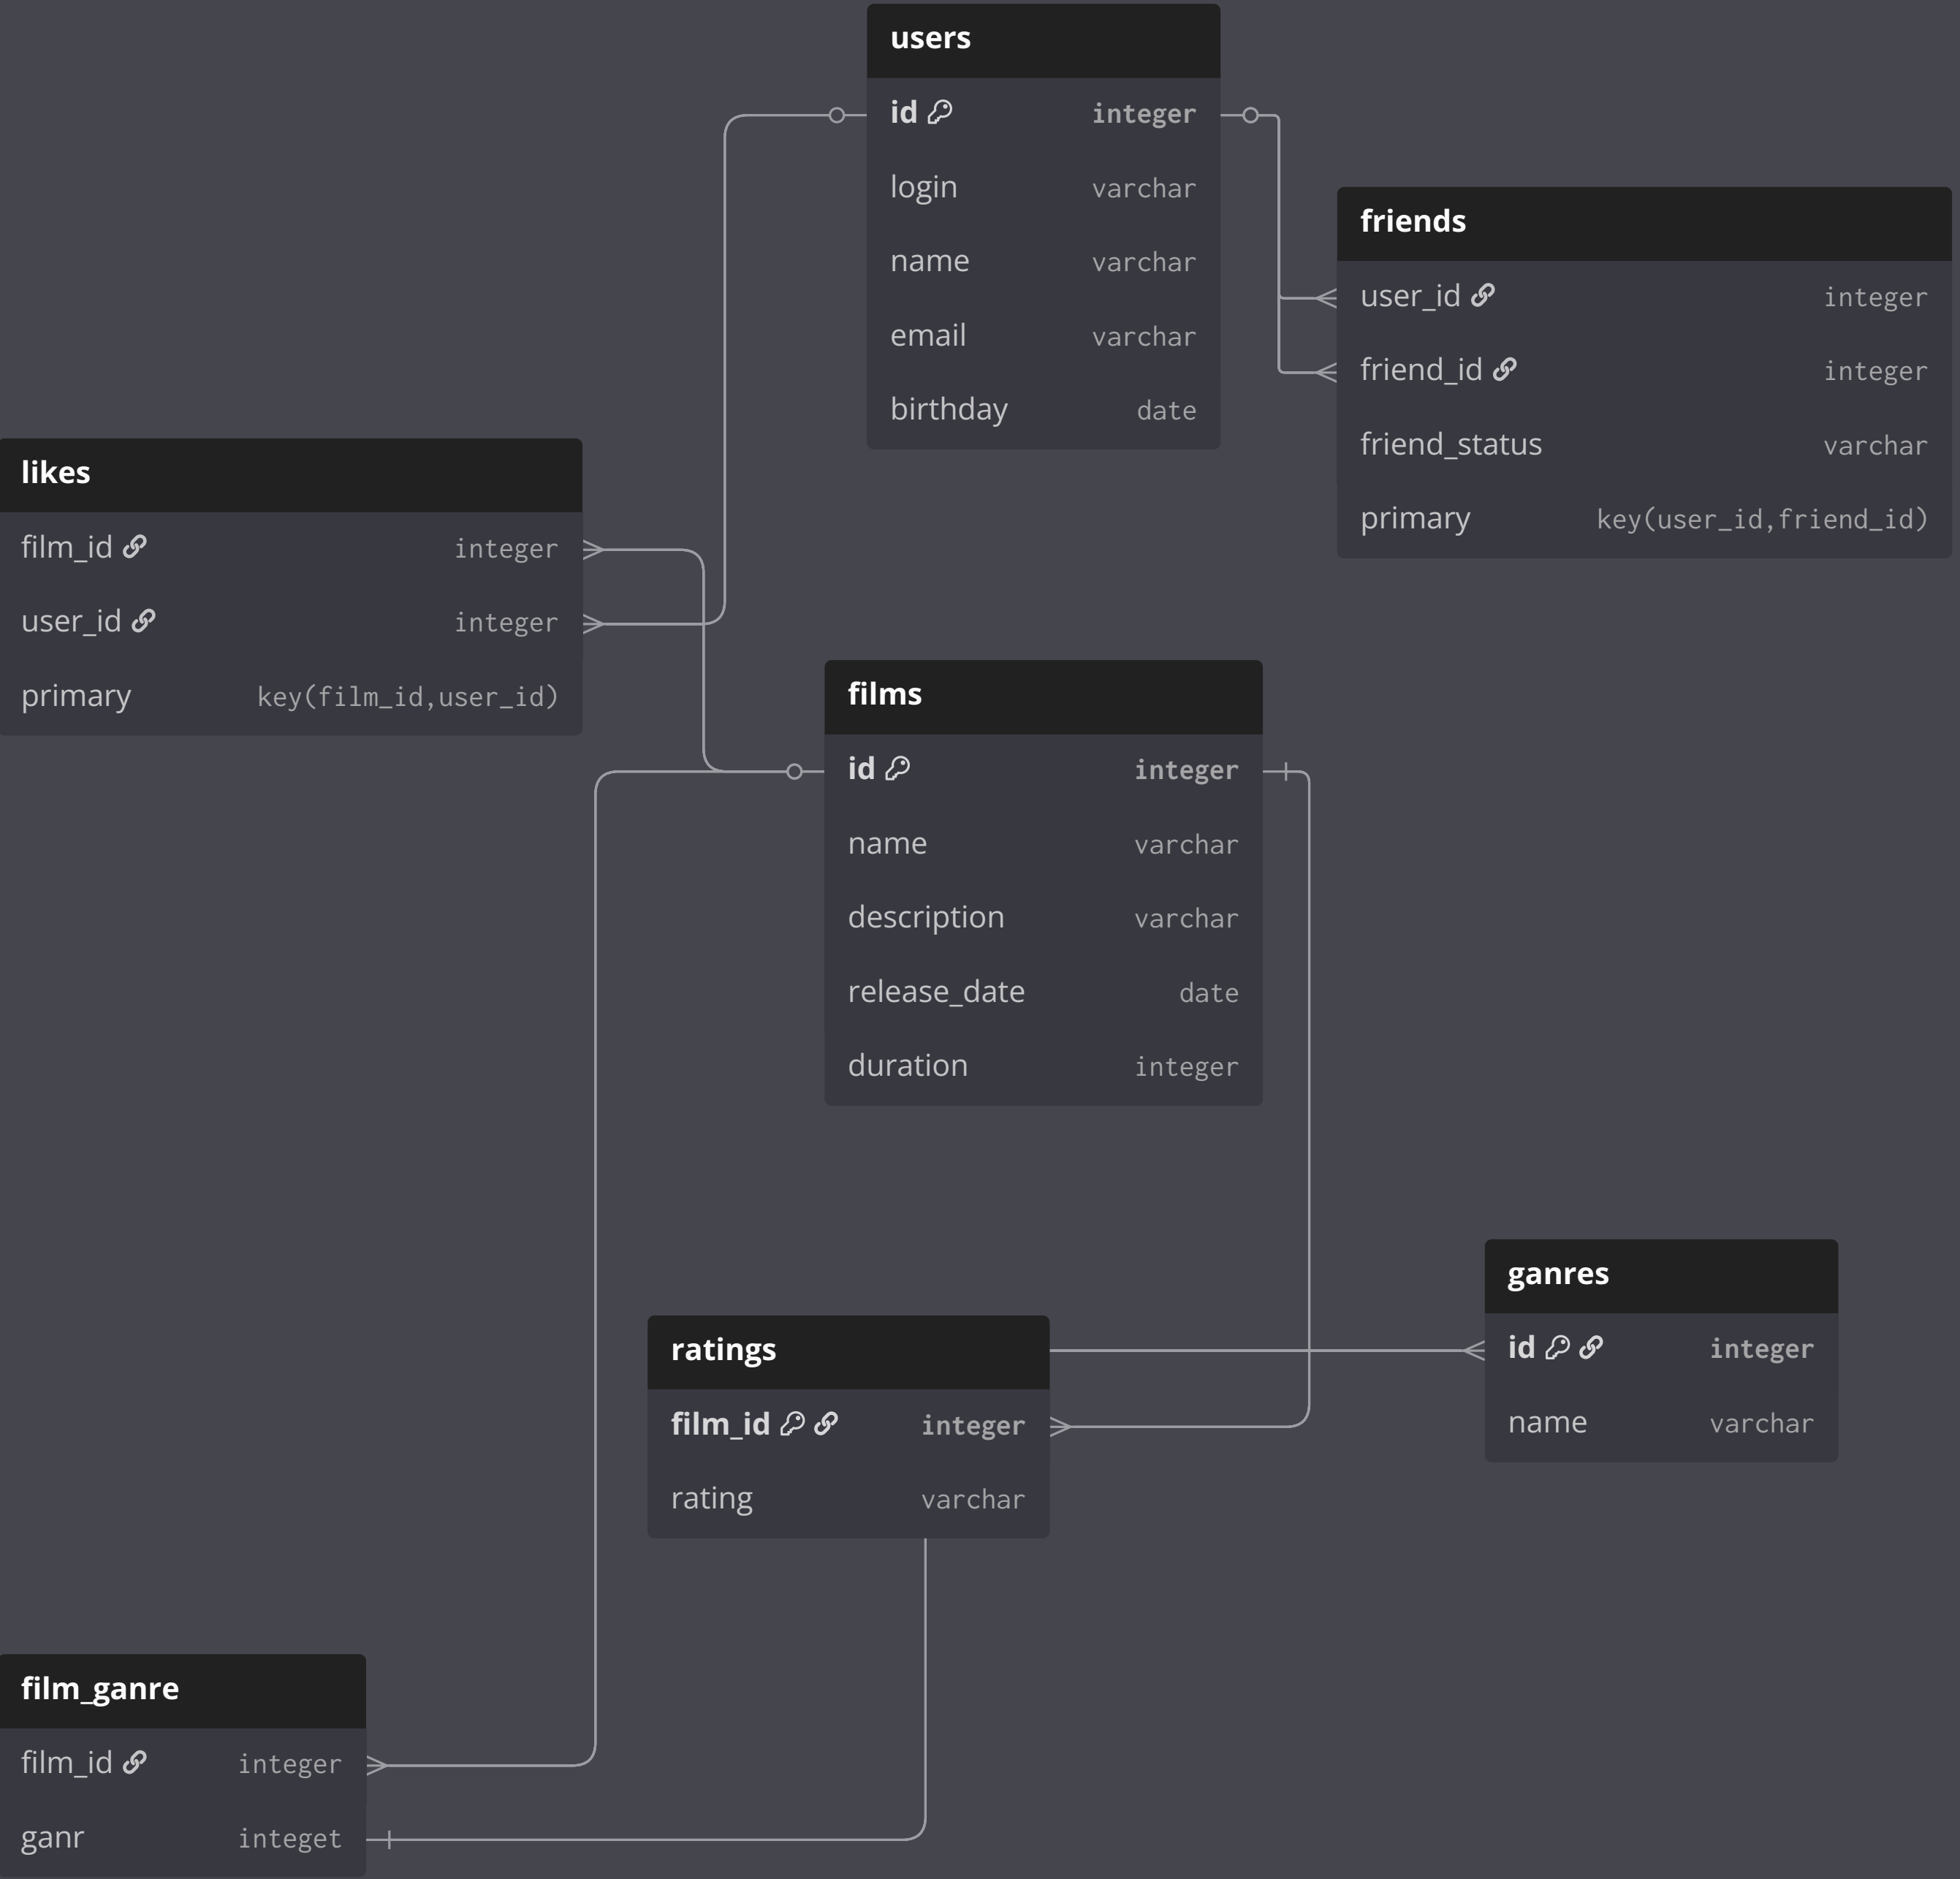 users
id integer
login varchar
name varchar
email varchar
birthday date
friends
user_id integer
friend_id integer
friend_status varchar
primary key(user_id,friend_id)
likes
film_id integer
user_id integer
primary key(film_id,user_id)
films
id integer
name varchar
description varchar
release_date date
duration integer
ganres
id integer
name varchar
ratings
film_id integer
rating varchar
film_ganre
film_id integer
ganr integet